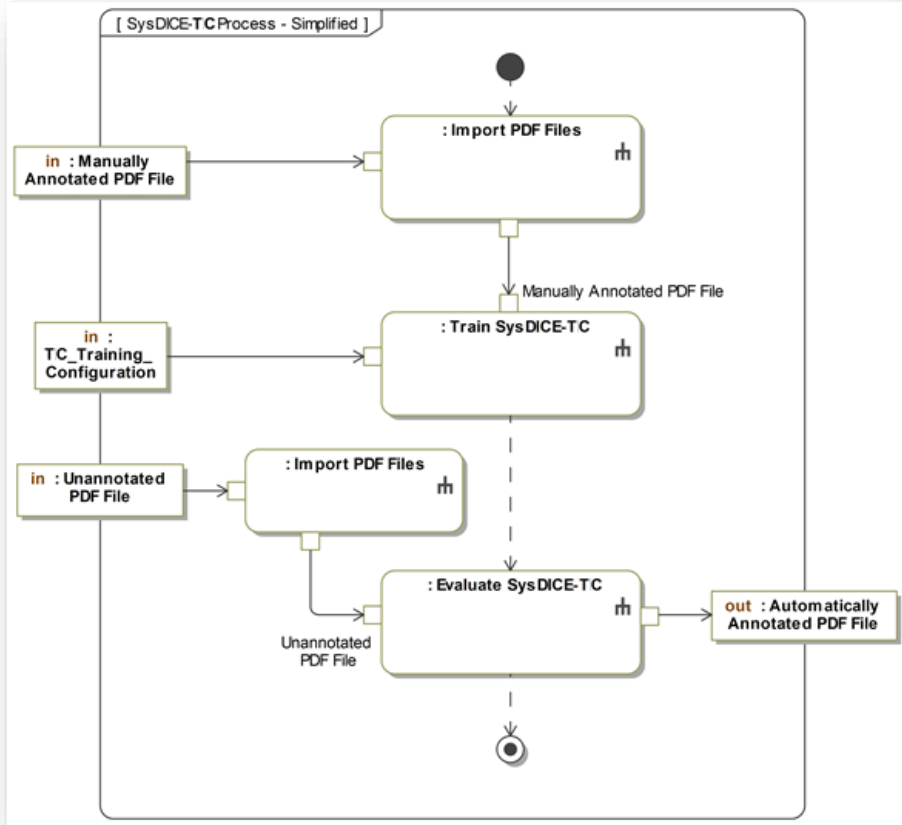 [ SysDICE-TC Process - Simplified ]
: Import PDF Files
in : Manually
Annotated PDF File
Manually Annotated PDF File
: Train SysDICE-TC
in :
TC_Training_
Configuration
: Import PDF Files
in : Unannotated
PDF File
: Evaluate SysDICE-TC
out : Automatically
Annotated PDF File
Unannotated
PDF File